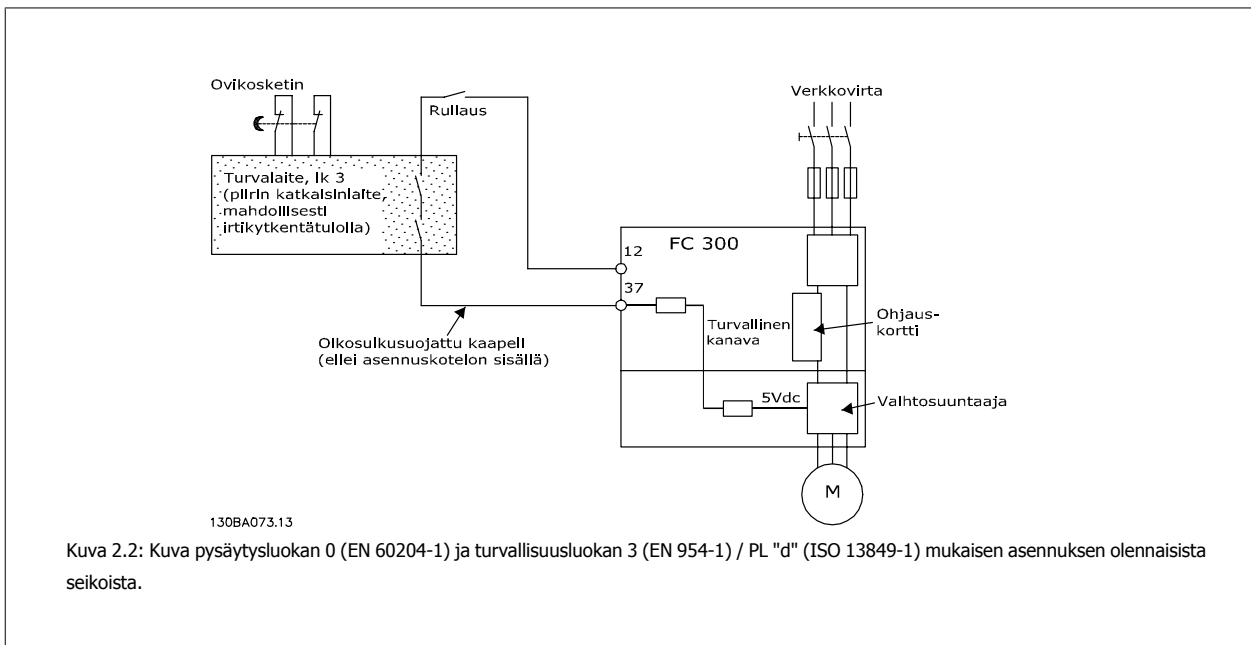 Ovikosketin
Rullaus
Verkkovirta
Turvalaite, lk 3
(piirin katkaisinlaite,
mahdollisesti
irtikytkentätulolla)
12
FC 300
37
Turvallinen
kanava
Ohjaus-
kortti
Oikosulkusuojattu kaapeli
(ellei asennuskotelon sisällä)
5Vdc
Vaihtosuuntaaja
M
130BA073.13
Kuva 2.2: Kuva pysäytysluokan 0 (EN 60204-1) ja turvallisuusluokan 3 (EN 954-1) / PL "d" (ISO 13849-1) mukaisen asennuksen olennaisista
seikoista.